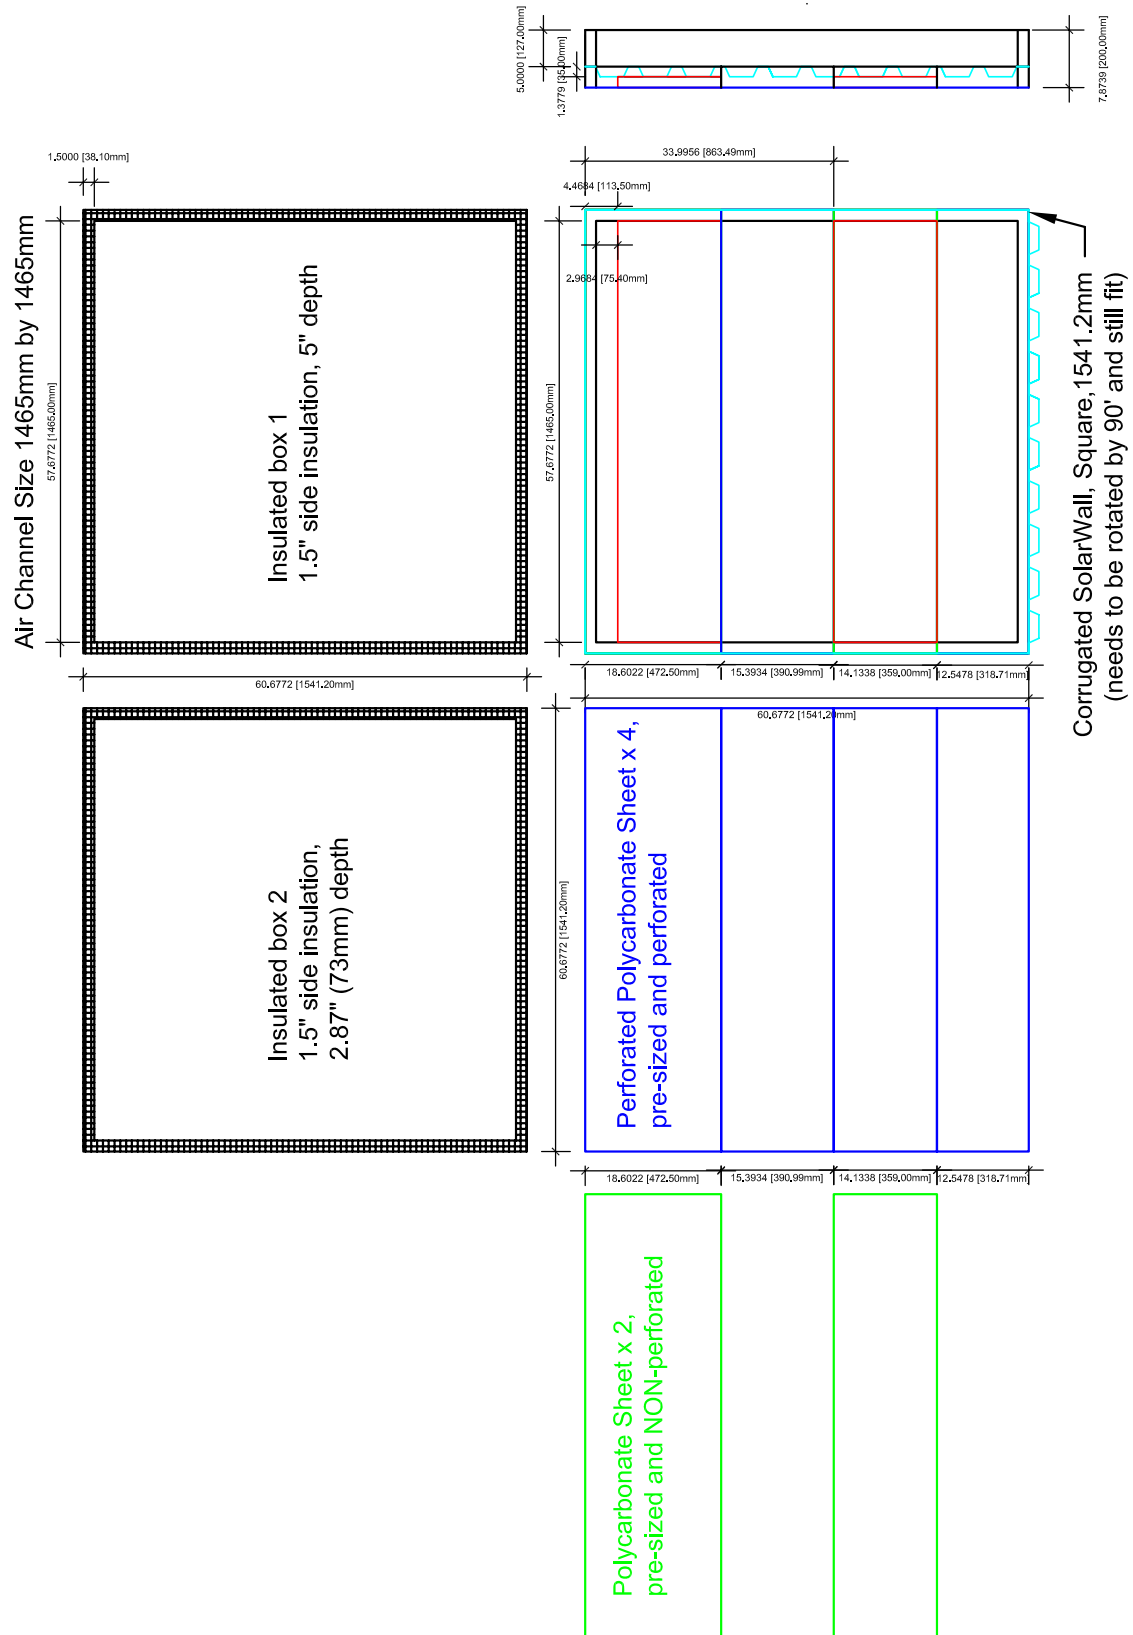 5.0000 [127.00mm]
1.3779 [35.00mm]
7.8739 [200.00mm]
1.5000 [38.10mm]
33.9956 [863.49mm]
4.4684 [113.50mm]
2.9684 [75.40mm]
Air Channel Size 1465mm by 1465mm
57.6772 [1465.00mm]
Insulated box 1
1.5" side insulation, 5" depth
57.6772 [1465.00mm]
Corrugated SolarWall, Square,1541.2mm
(needs to be rotated by 90' and still fit)
60.6772 [1541.20mm]
18.6022 [472.50mm]
15.3934 [390.99mm]
14.1338 [359.00mm]
12.5478 [318.71mm]
60.6772 [1541.20mm]
Insulated box 2
1.5" side insulation,
2.87" (73mm) depth
60.6772 [1541.20mm]
Perforated Polycarbonate Sheet x 4,
pre-sized and perforated
18.6022 [472.50mm]
15.3934 [390.99mm]
14.1338 [359.00mm]
12.5478 [318.71mm]
Polycarbonate Sheet x 2,
pre-sized and NON-perforated